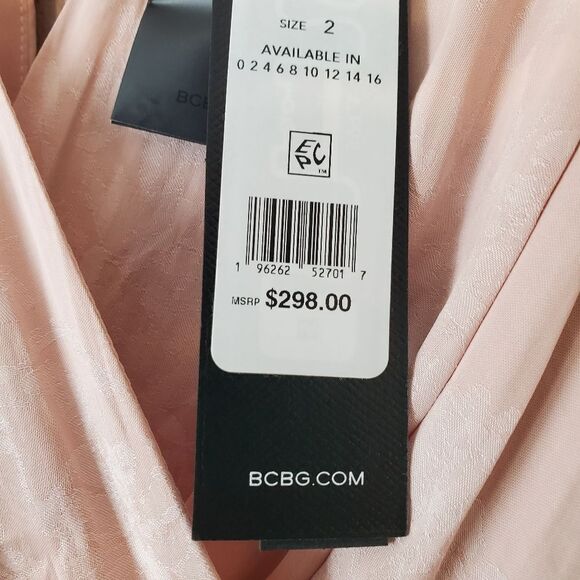 SIZE 2
AVAILABLE IN
0 2 4 6 8 10 12 14 16
EPC™
1 96262 52701 7
MSRP $298.00
BCBG.COM